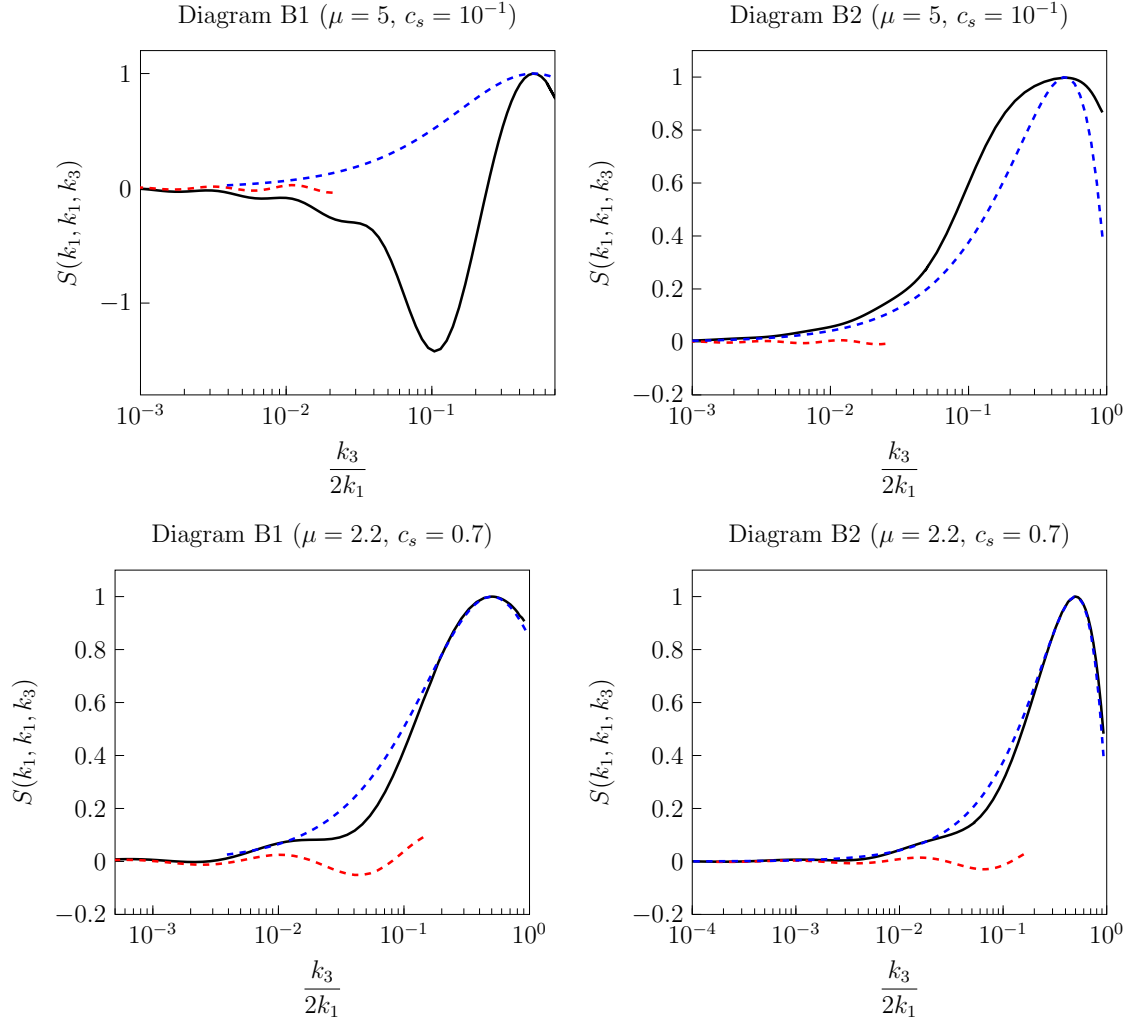 Diagram B1 (μ = 5, c_s = 10^{-1})
S(k_1, k_1, k_3)
1
0
−1
10^{-3} 10^{-2} 10^{-1}
k_3
2k_1
Diagram B2 (μ = 5, c_s = 10^{-1})
S(k_1, k_1, k_3)
1
0.8
0.6
0.4
0.2
0
−0.2
10^{-3} 10^{-2} 10^{-1} 10^0
k_3
2k_1
Diagram B1 (μ = 2.2, c_s = 0.7)
S(k_1, k_1, k_3)
1
0.8
0.6
0.4
0.2
0
−0.2
10^{-3} 10^{-2} 10^{-1} 10^0
k_3
2k_1
Diagram B2 (μ = 2.2, c_s = 0.7)
S(k_1, k_1, k_3)
1
0.8
0.6
0.4
0.2
0
−0.2
10^{-4} 10^{-3} 10^{-2} 10^{-1} 10^0
k_3
2k_1